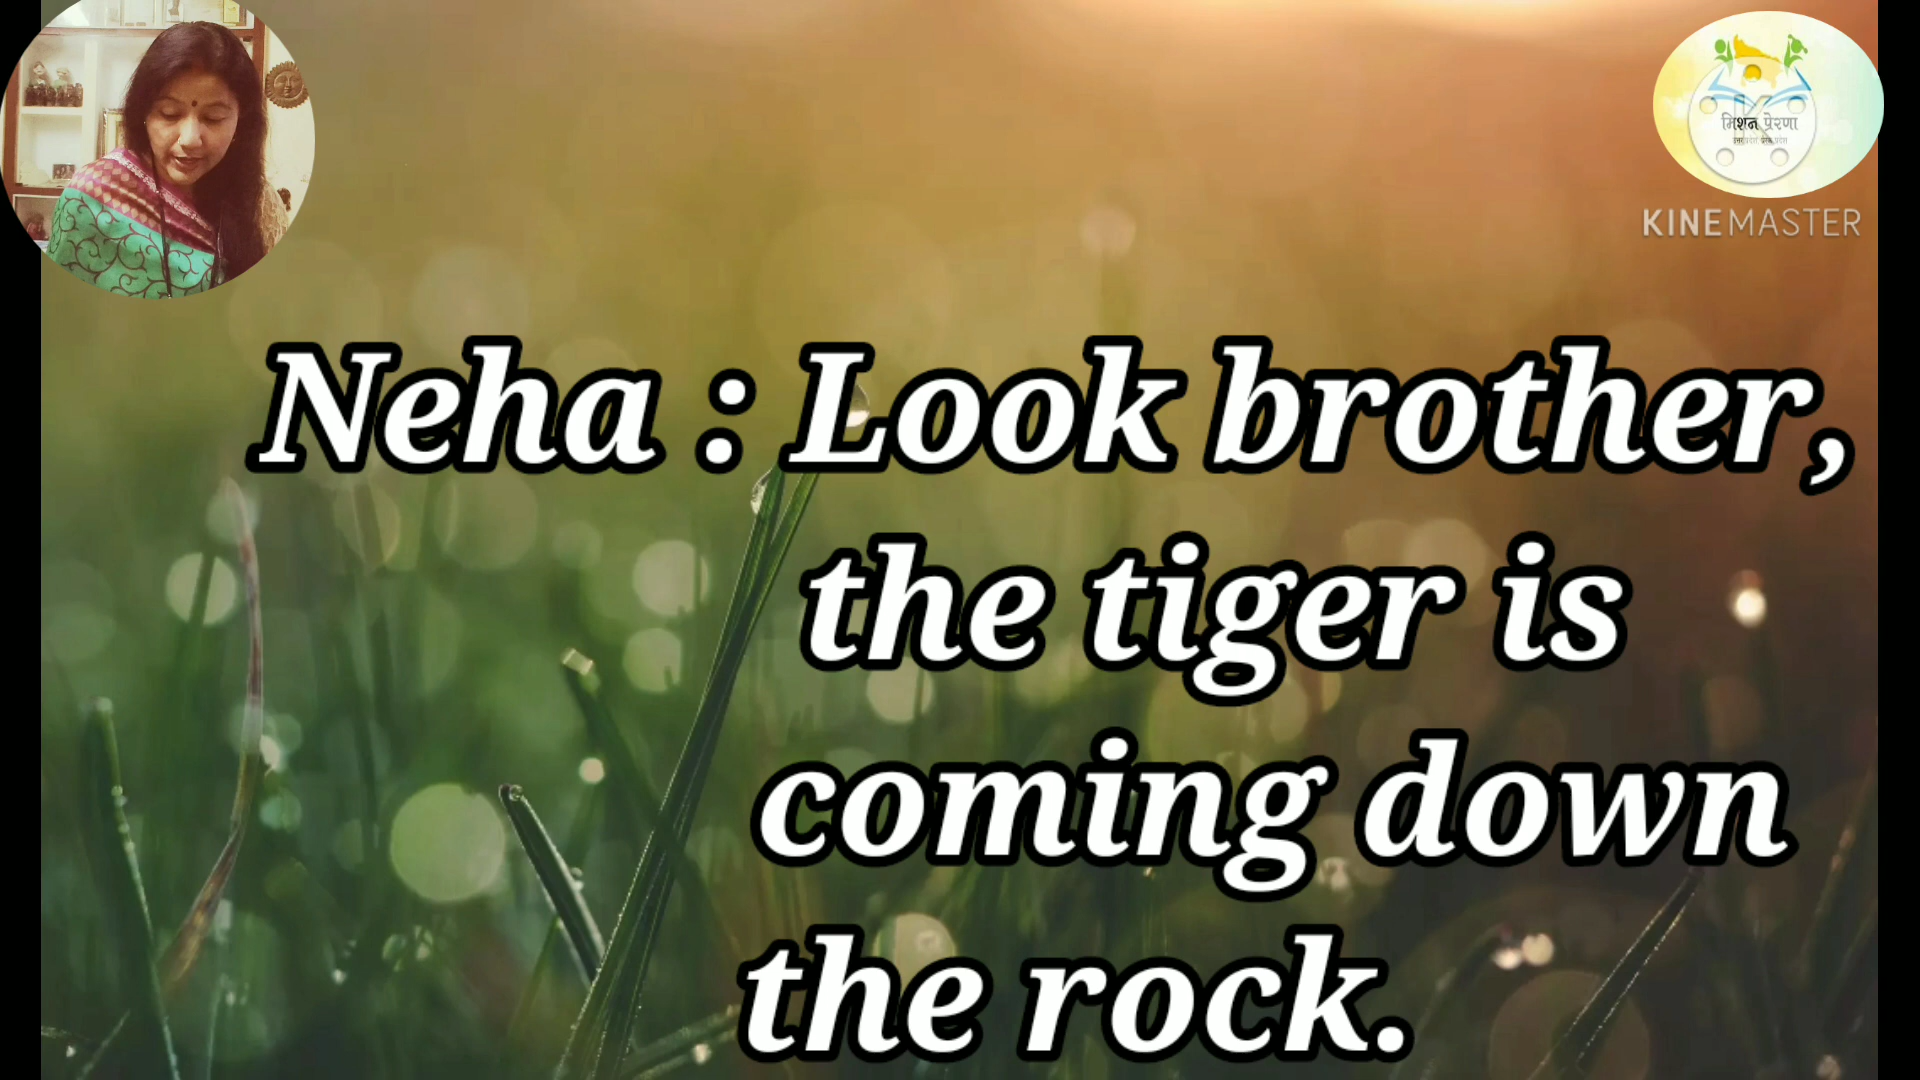 मिशन प्रेरणा
KINEMASTER
Neha : Look brother,
the tiger is
coming down
the rock.